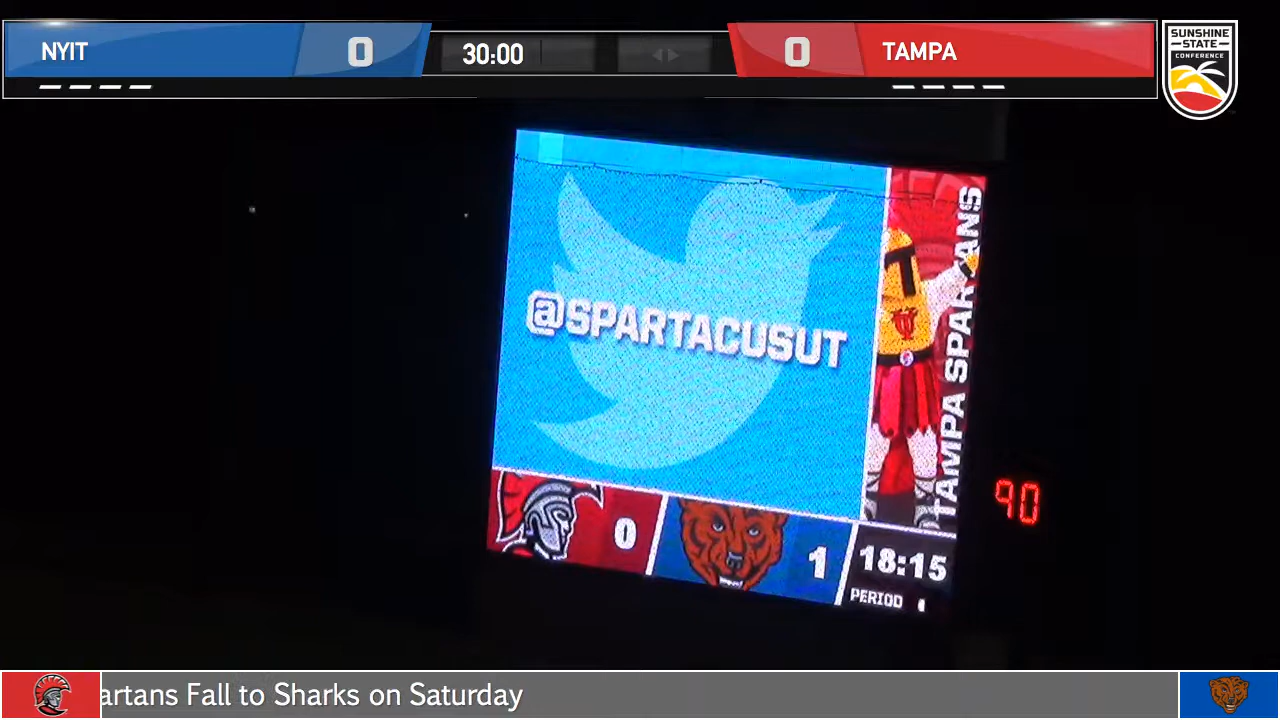 NYIT 0 30:00 0 TAMPA
SUNSHINE
STATE
CONFERENCE
@SPARTACUSUT
TAMPA SPARTANS
UT
0 1 18:15
PERIOD
90
artans Fall to Sharks on Saturday